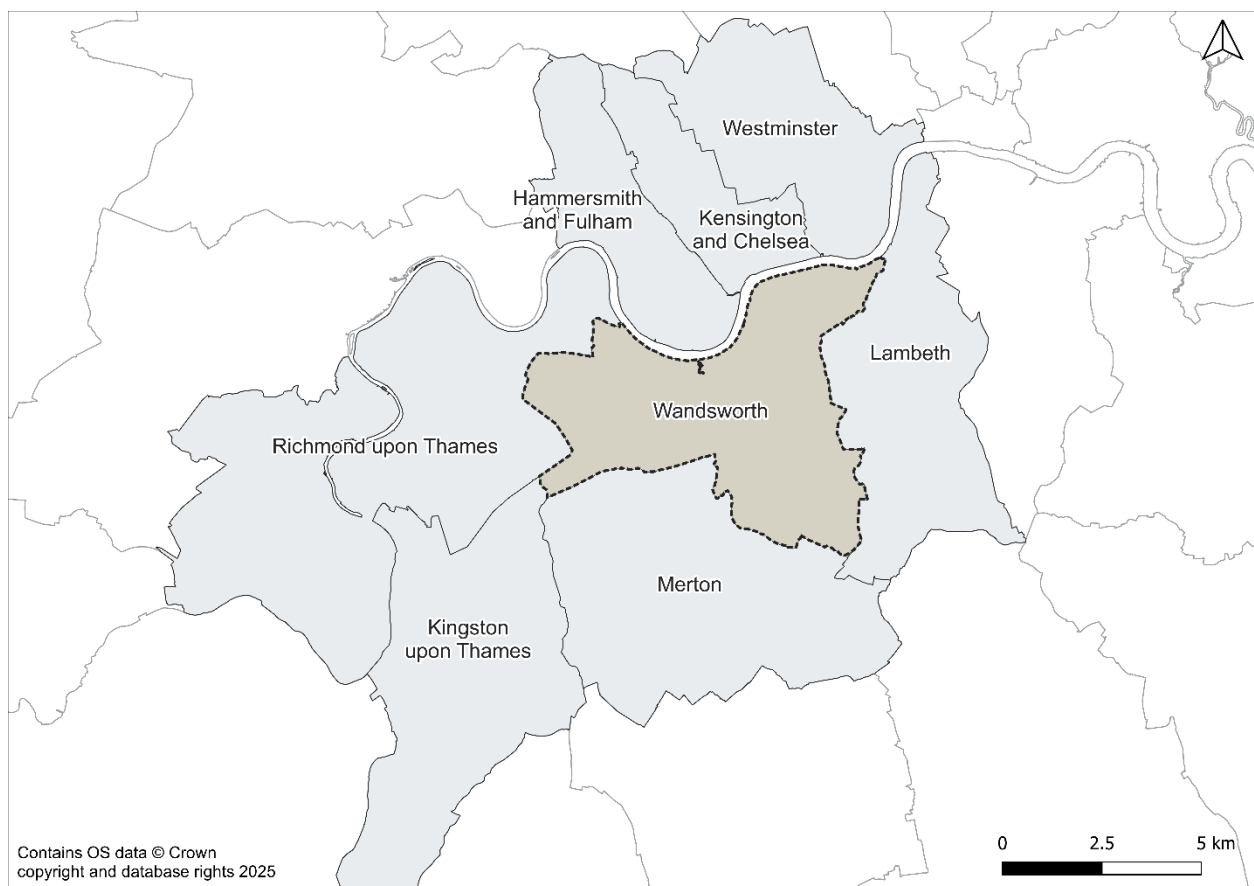 Westminster
Hammersmith
and Fulham
Kensington
and Chelsea
Lambeth
Wandsworth
Richmond upon Thames
Merton
Kingston
upon Thames
0 2.5 5 km
Contains OS data © Crown
copyright and database rights 2025